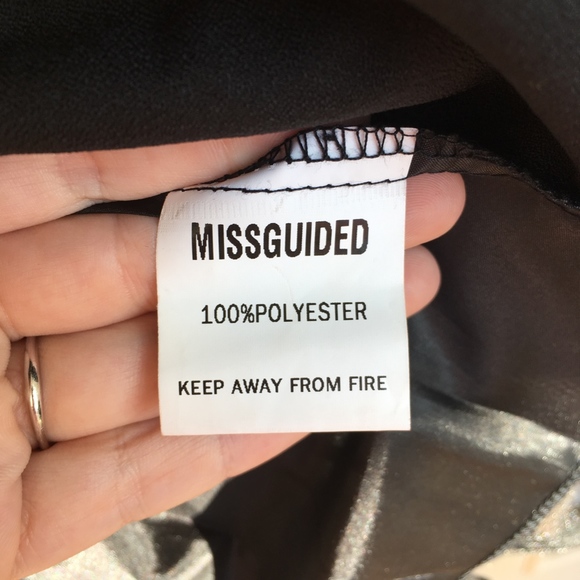 MISSGUIDED
100%POLYESTER
KEEP AWAY FROM FIRE